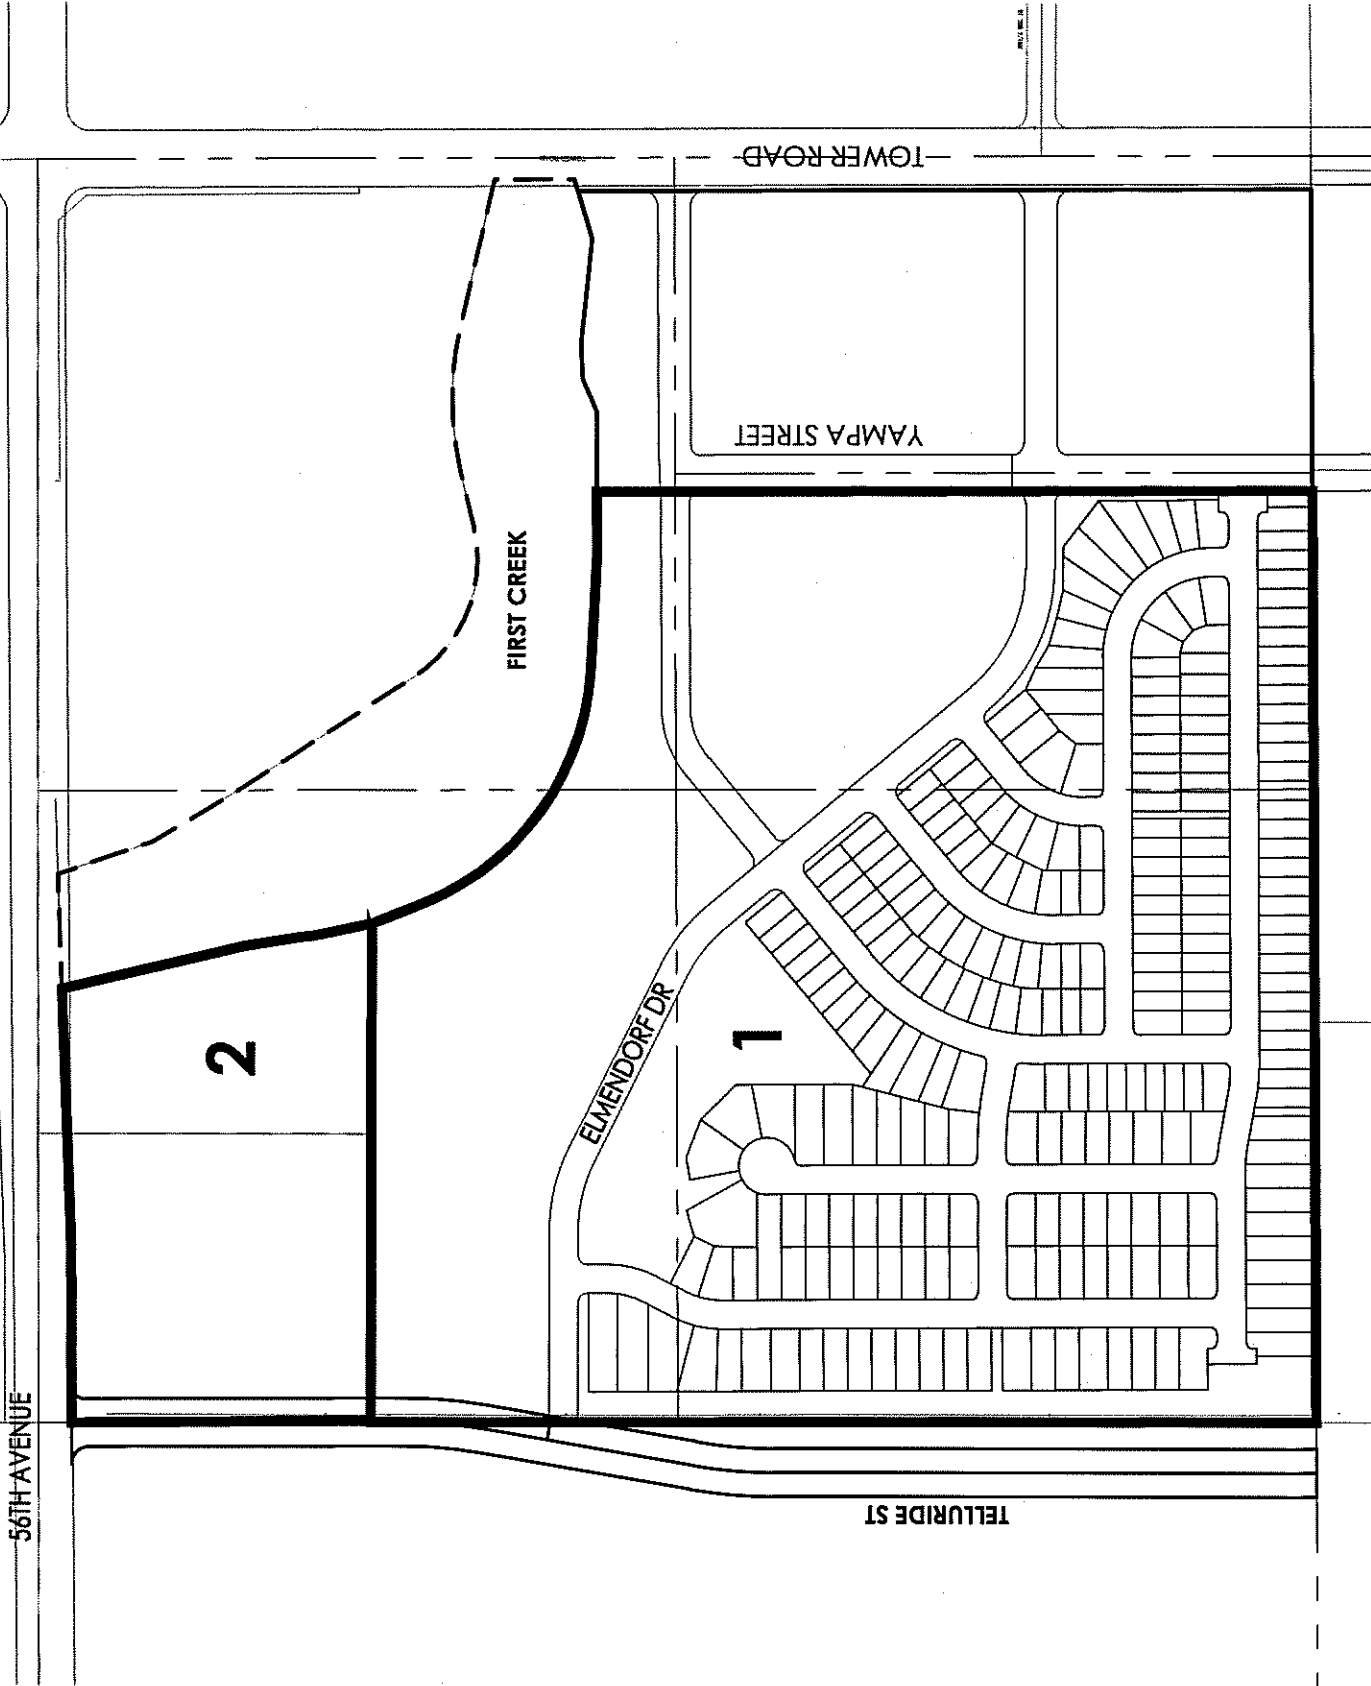 TOWER ROAD
YAMPA STREET
FIRST CREEK
2
ELMENDORF DR
1
56TH AVENUE
TELLURIDE ST